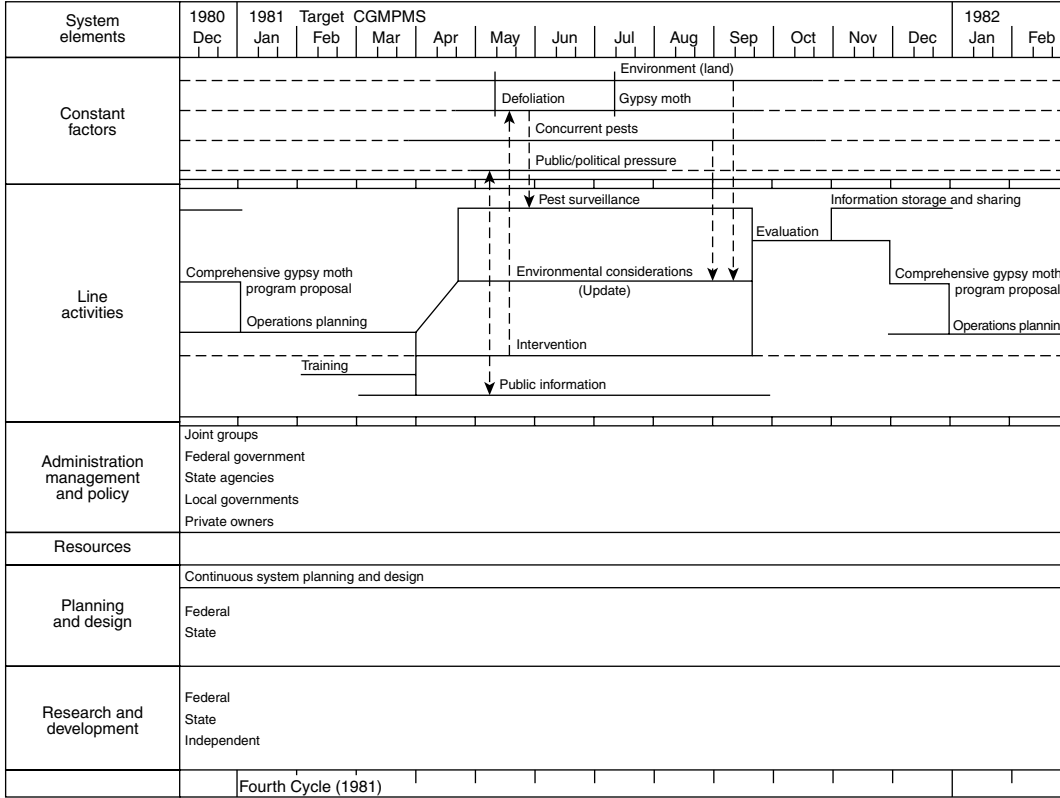 System
elements
1980
1981 Target CGMPMS
1982
Dec
Jan
Feb
Mar
Apr
May
Jun
Jul
Aug
Sep
Oct
Nov
Dec
Jan
Feb
Constant
factors
Environment (land)
Defoliation
Gypsy moth
Concurrent pests
Public/political pressure
Line
activities
Pest surveillance
Information storage and sharing
Evaluation
Comprehensive gypsy moth
program proposal
Environmental considerations
(Update)
Comprehensive gypsy moth
program proposal
Operations planning
Operations plannin
Intervention
Training
Public information
Administration
management
and policy
Joint groups
Federal government
State agencies
Local governments
Private owners
Resources
Planning
and design
Continuous system planning and design
Federal
State
Research and
development
Federal
State
Independent
Fourth Cycle (1981)